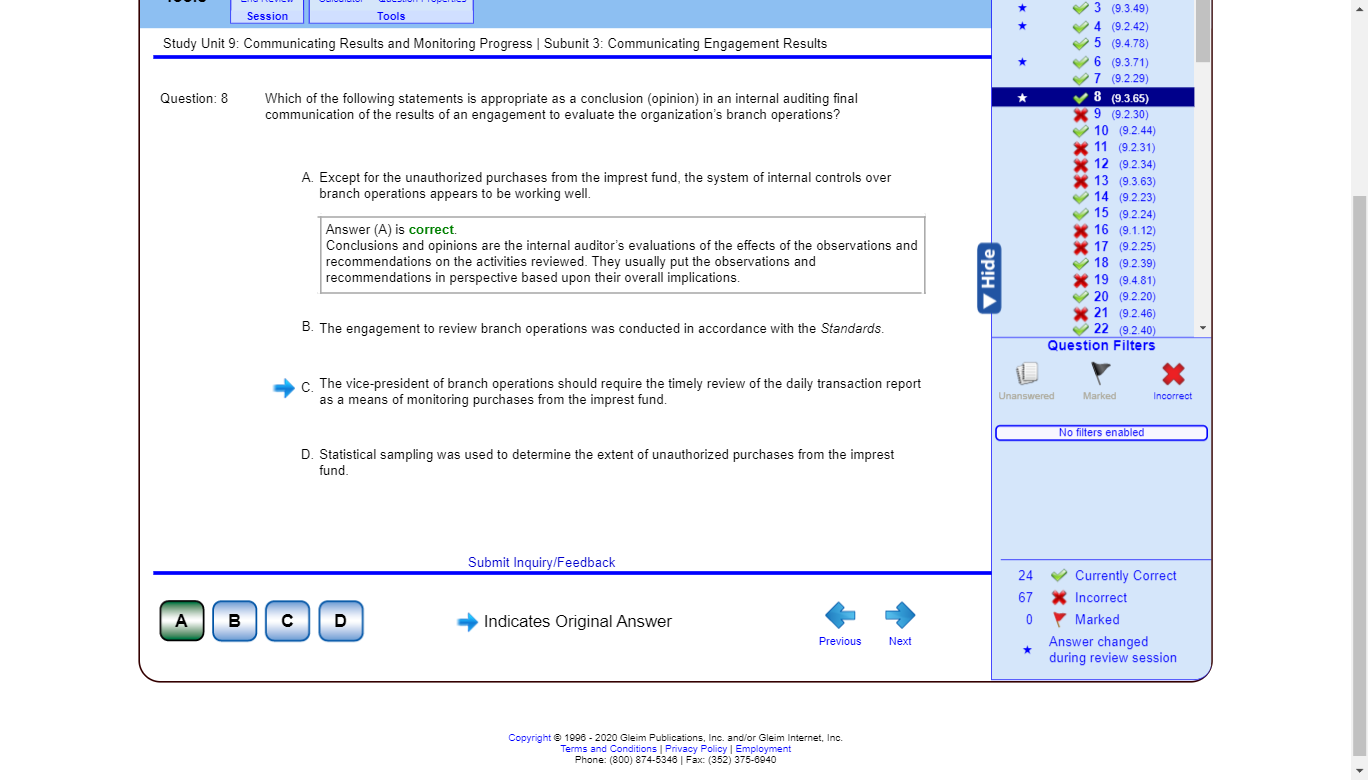 Session
Tools
Study Unit 9: Communicating Results and Monitoring Progress | Subunit 3: Communicating Engagement Results
Question: 8
Which of the following statements is appropriate as a conclusion (opinion) in an internal auditing final
communication of the results of an engagement to evaluate the organization's branch operations?
A. Except for the unauthorized purchases from the imprest fund, the system of internal controls over
branch operations appears to be working well.
Answer (A) is correct.
Conclusions and opinions are the internal auditor's evaluations of the effects of the observations and
recommendations on the activities reviewed. They usually put the observations and
recommendations in perspective based upon their overall implications.
B. The engagement to review branch operations was conducted in accordance with the Standards.
C. The vice-president of branch operations should require the timely review of the daily transaction report
as a means of monitoring purchases from the imprest fund.
D. Statistical sampling was used to determine the extent of unauthorized purchases from the imprest
fund.
Submit Inquiry/Feedback
A B C D
Indicates Original Answer
Previous
Next
3 (9.3.49)
4 (9.2.42)
5 (9.4.78)
6 (9.3.71)
7 (9.2.29)
8 (9.3.65)
9 (9.2.30)
10 (9.2.44)
11 (9.2.31)
12 (9.2.34)
13 (9.3.63)
14 (9.2.23)
15 (9.2.24)
16 (9.1.12)
17 (9.2.25)
18 (9.2.39)
19 (9.4.81)
20 (9.2.20)
21 (9.2.46)
22 (9.2.40)
Hide
Question Filters
Unanswered
Marked
Incorrect
No filters enabled
24 Currently Correct
67 Incorrect
0 Marked
Answer changed
during review session
Copyright © 1996 - 2020 Gleim Publications, Inc. and/or Gleim Internet, Inc.
Terms and Conditions | Privacy Policy | Employment
Phone: (800) 874-5346 | Fax: (352) 375-6940